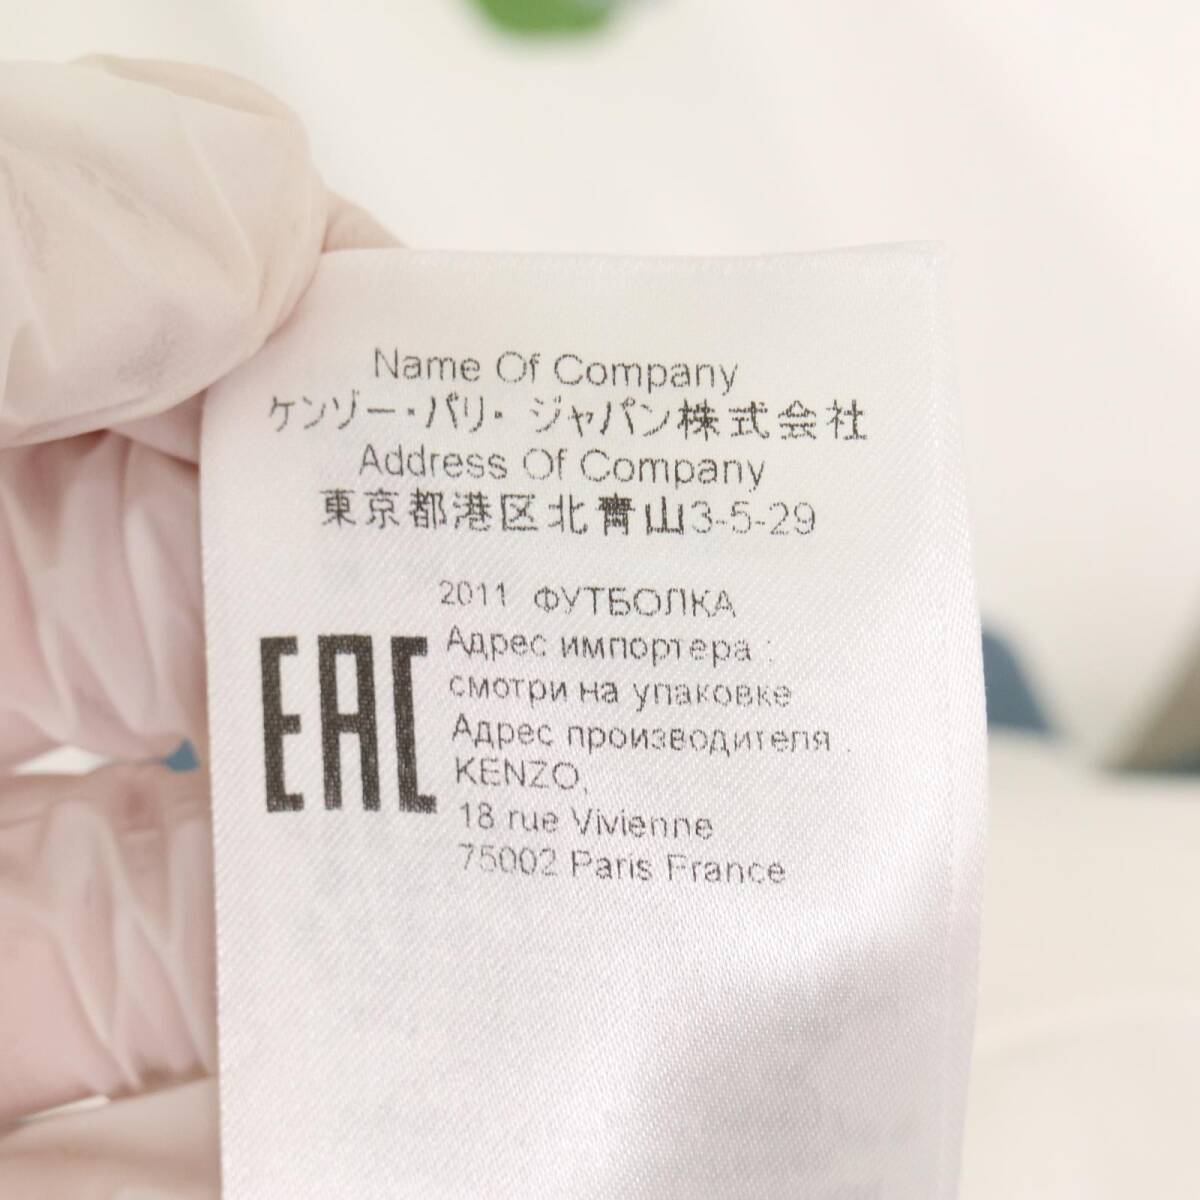 Name Of Company
ケンゾー・パリ・ジャパン株式会社
Address Of Company
東京都港区北青山3-5-29
2011 ФУТБОЛКА
EAC
Адрес импортера :
смотри на упаковке
Адрес производителя :
KENZO,
18 rue Vivienne
75002 Paris France